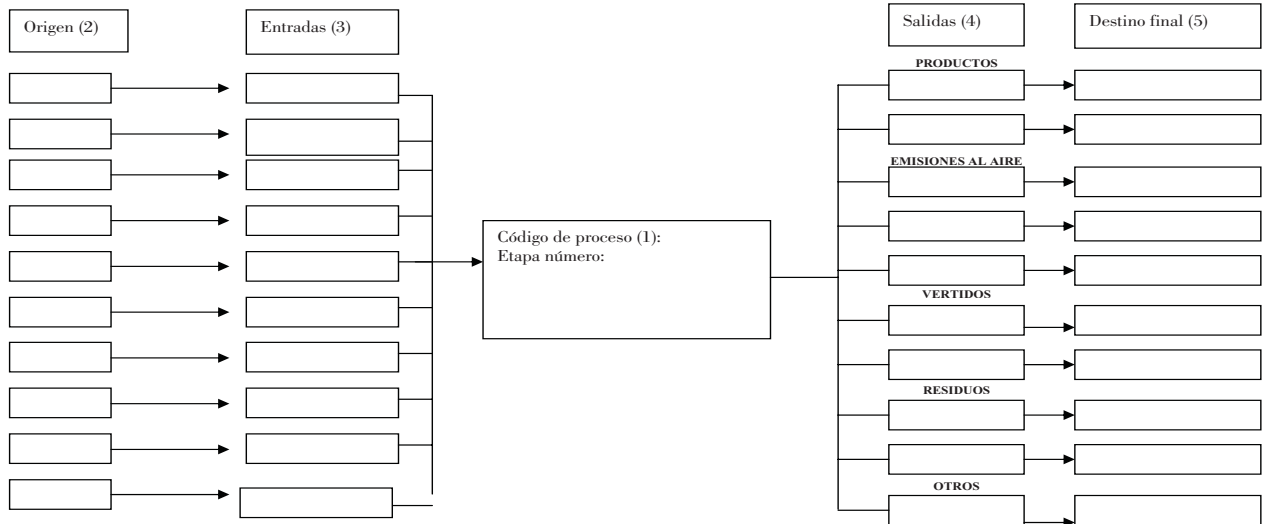 Origen (2)
Entradas (3)
Salidas (4)
Destino final (5)
Código de proceso (1):
Etapa número:
PRODUCTOS
EMISIONES AL AIRE
VERTIDOS
RESIDUOS
OTROS